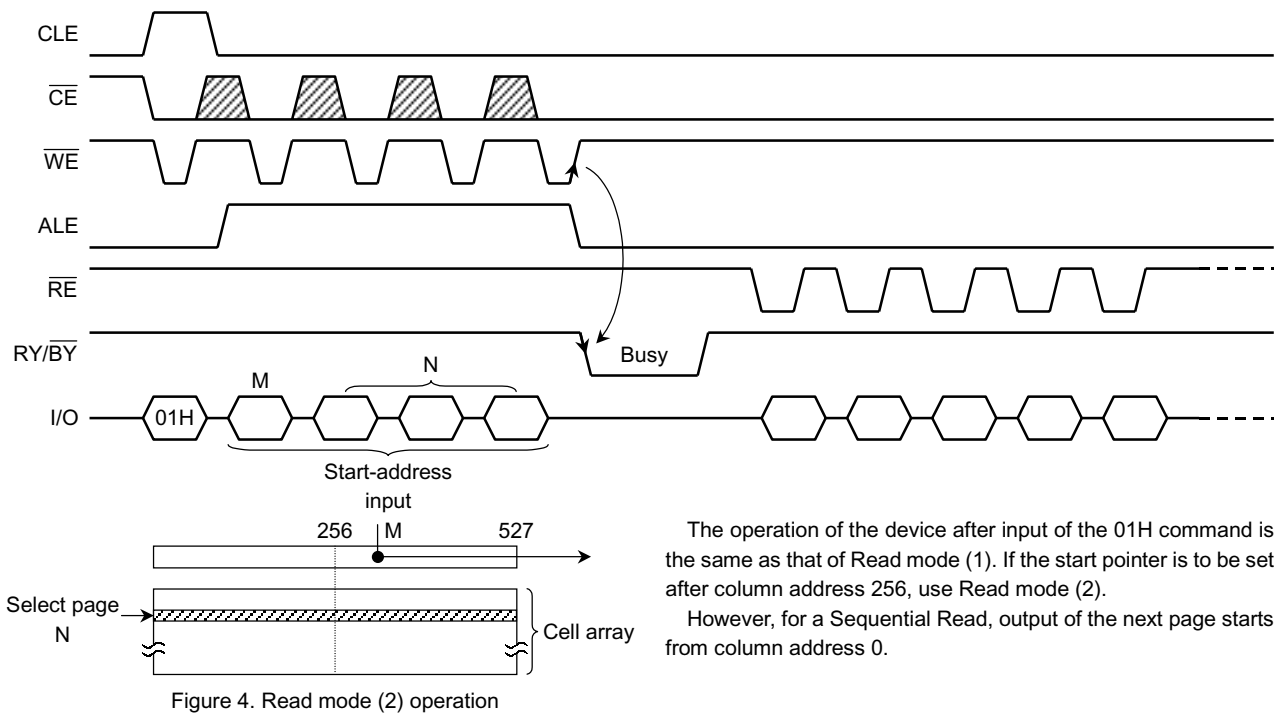 CLE
CE
WE
ALE
RE
RY/BY
Busy
M
N
I/O
01H
Start-address
input
256
M
527
Select page
N
Cell array
Figure 4. Read mode (2) operation
The operation of the device after input of the 01H command is
the same as that of Read mode (1). If the start pointer is to be set
after column address 256, use Read mode (2).
However, for a Sequential Read, output of the next page starts
from column address 0.